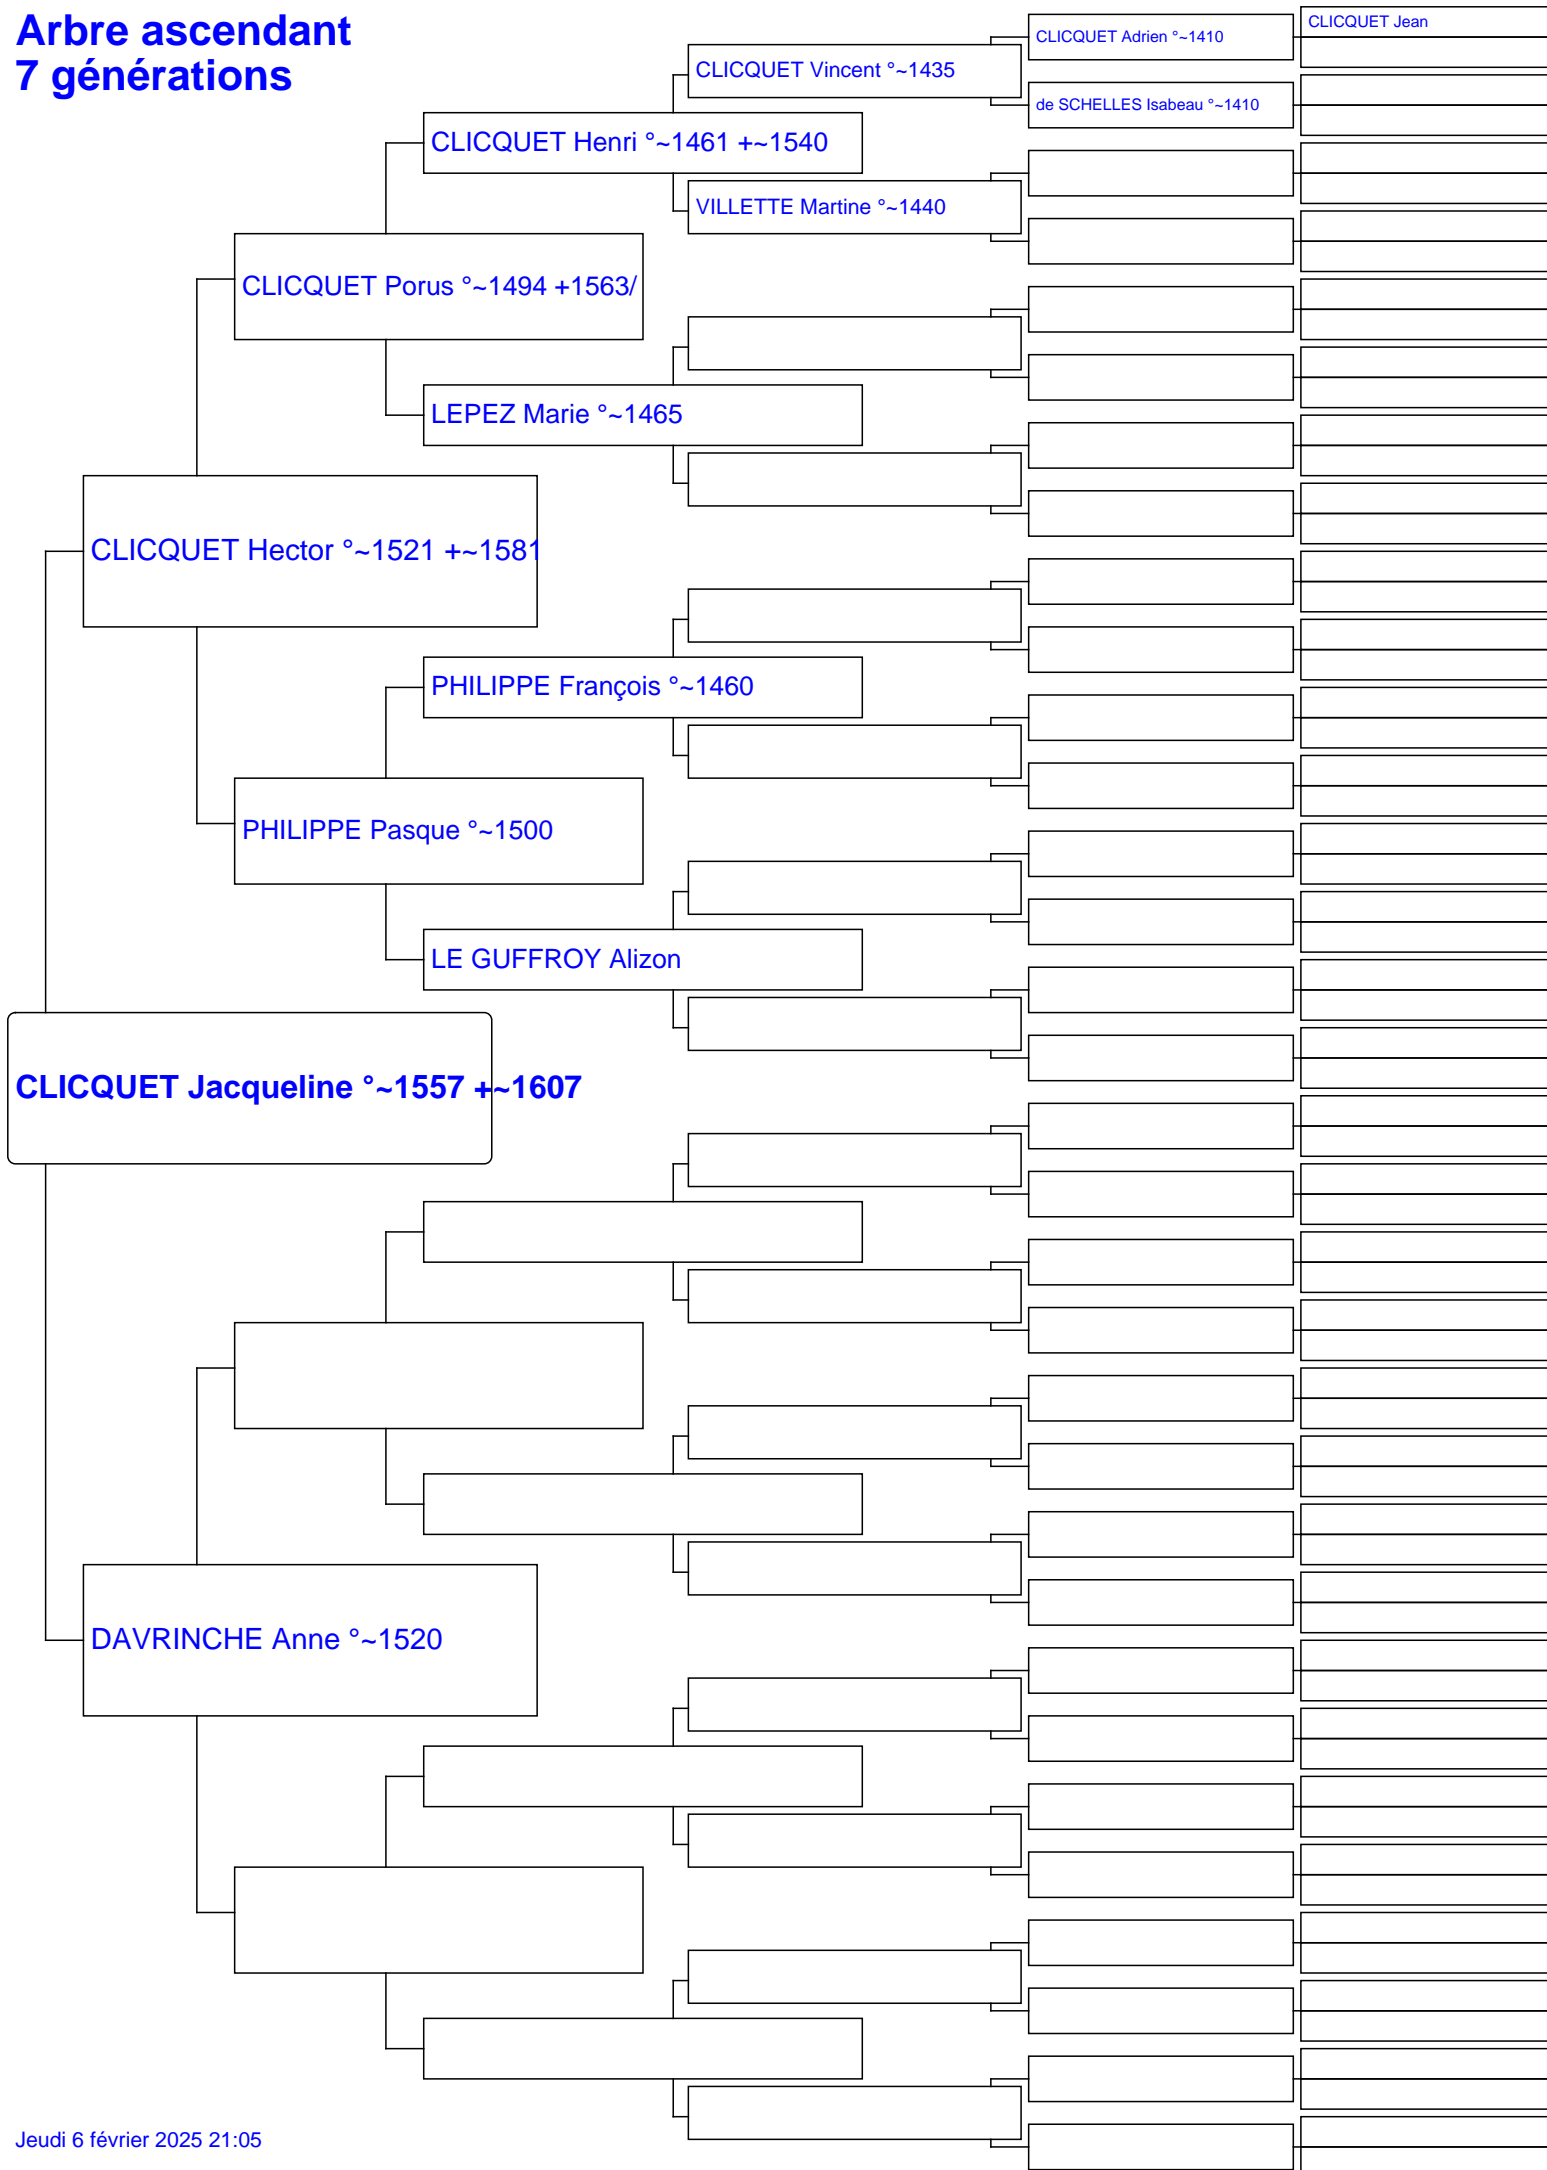 Arbre ascendant
7 générations
CLICQUET Jean
CLICQUET Adrien °~1410
CLICQUET Vincent °~1435
de SCHELLES Isabeau °~1410
CLICQUET Henri °~1461 +~1540
VILLETTE Martine °~1440
CLICQUET Porus °~1494 +1563/
LEPEZ Marie °~1465
CLICQUET Hector °~1521 +~1581
PHILIPPE François °~1460
PHILIPPE Pasque °~1500
LE GUFFROY Alizon
CLICQUET Jacqueline °~1557 +~1607
DAVRINCHE Anne °~1520
Jeudi 6 février 2025 21:05